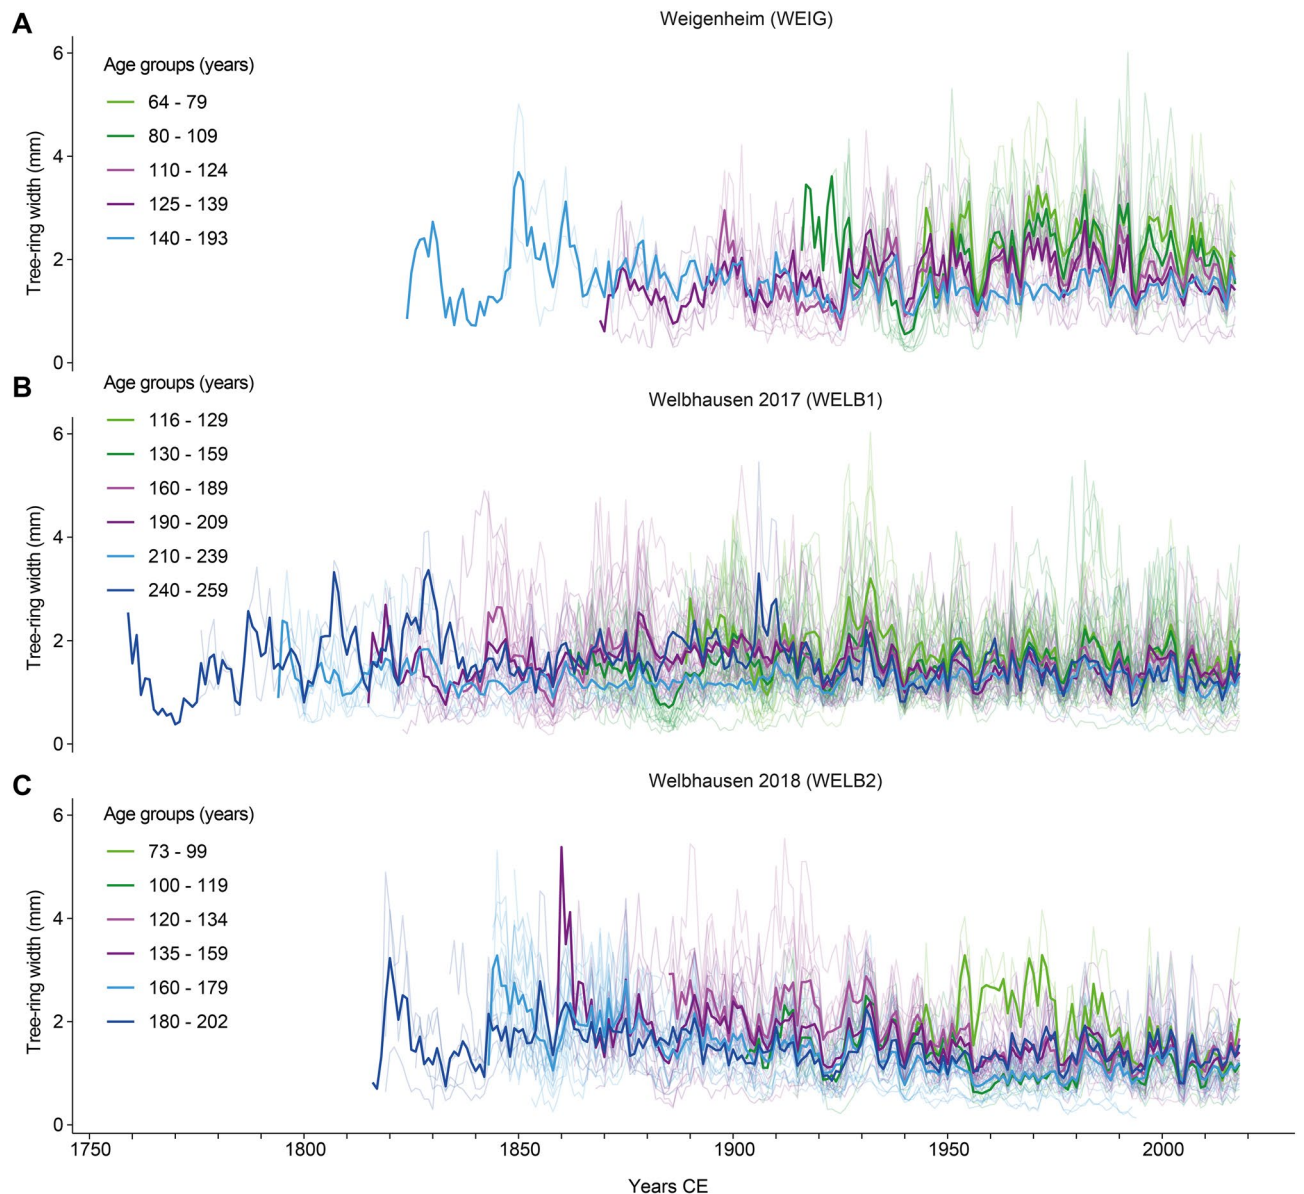 A
Weigenheim (WEIG)
6
4
2
0
Tree-ring width (mm)
Age groups (years)
64 - 79
80 - 109
110 - 124
125 - 139
140 - 193
B
Welbhausen 2017 (WELB1)
6
4
2
0
Tree-ring width (mm)
Age groups (years)
116 - 129
130 - 159
160 - 189
190 - 209
210 - 239
240 - 259
C
Welbhausen 2018 (WELB2)
6
4
2
0
Tree-ring width (mm)
Age groups (years)
73 - 99
100 - 119
120 - 134
135 - 159
160 - 179
180 - 202
1750 1800 1850 1900 1950 2000
Years CE